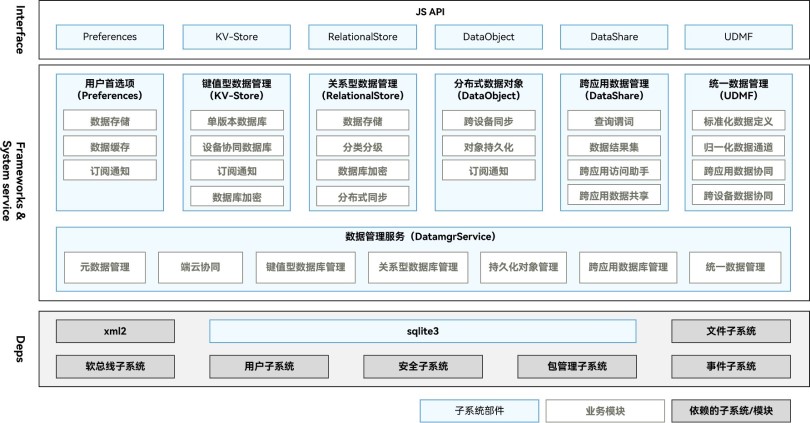 Interface
JS API
Preferences
KV-Store
RelationalStore
DataObject
DataShare
UDMF
Frameworks &
System service
用户首选项
（Preferences）
数据存储
数据缓存
订阅通知
键值型数据管理
（KV-Store）
单版本数据库
设备协同数据库
订阅通知
数据库加密
关系型数据管理
（RelationalStore）
数据存储
分类分级
数据库加密
分布式同步
分布式数据对象
（DataObject）
跨设备同步
对象持久化
订阅通知
跨应用数据管理
（DataShare）
查询谓词
数据结果集
跨应用访问助手
跨应用数据共享
统一数据管理
（UDMF）
标准化数据定义
归一化数据通道
跨应用数据协同
跨设备数据协同
数据管理服务（DatamgrService）
元数据管理
端云协同
键值型数据库管理
关系型数据库管理
持久化对象管理
跨应用数据库管理
统一数据管理
Deps
xml2
sqlite3
文件子系统
软总线子系统
用户子系统
安全子系统
包管理子系统
事件子系统
子系统部件
业务模块
依赖的子系统/模块